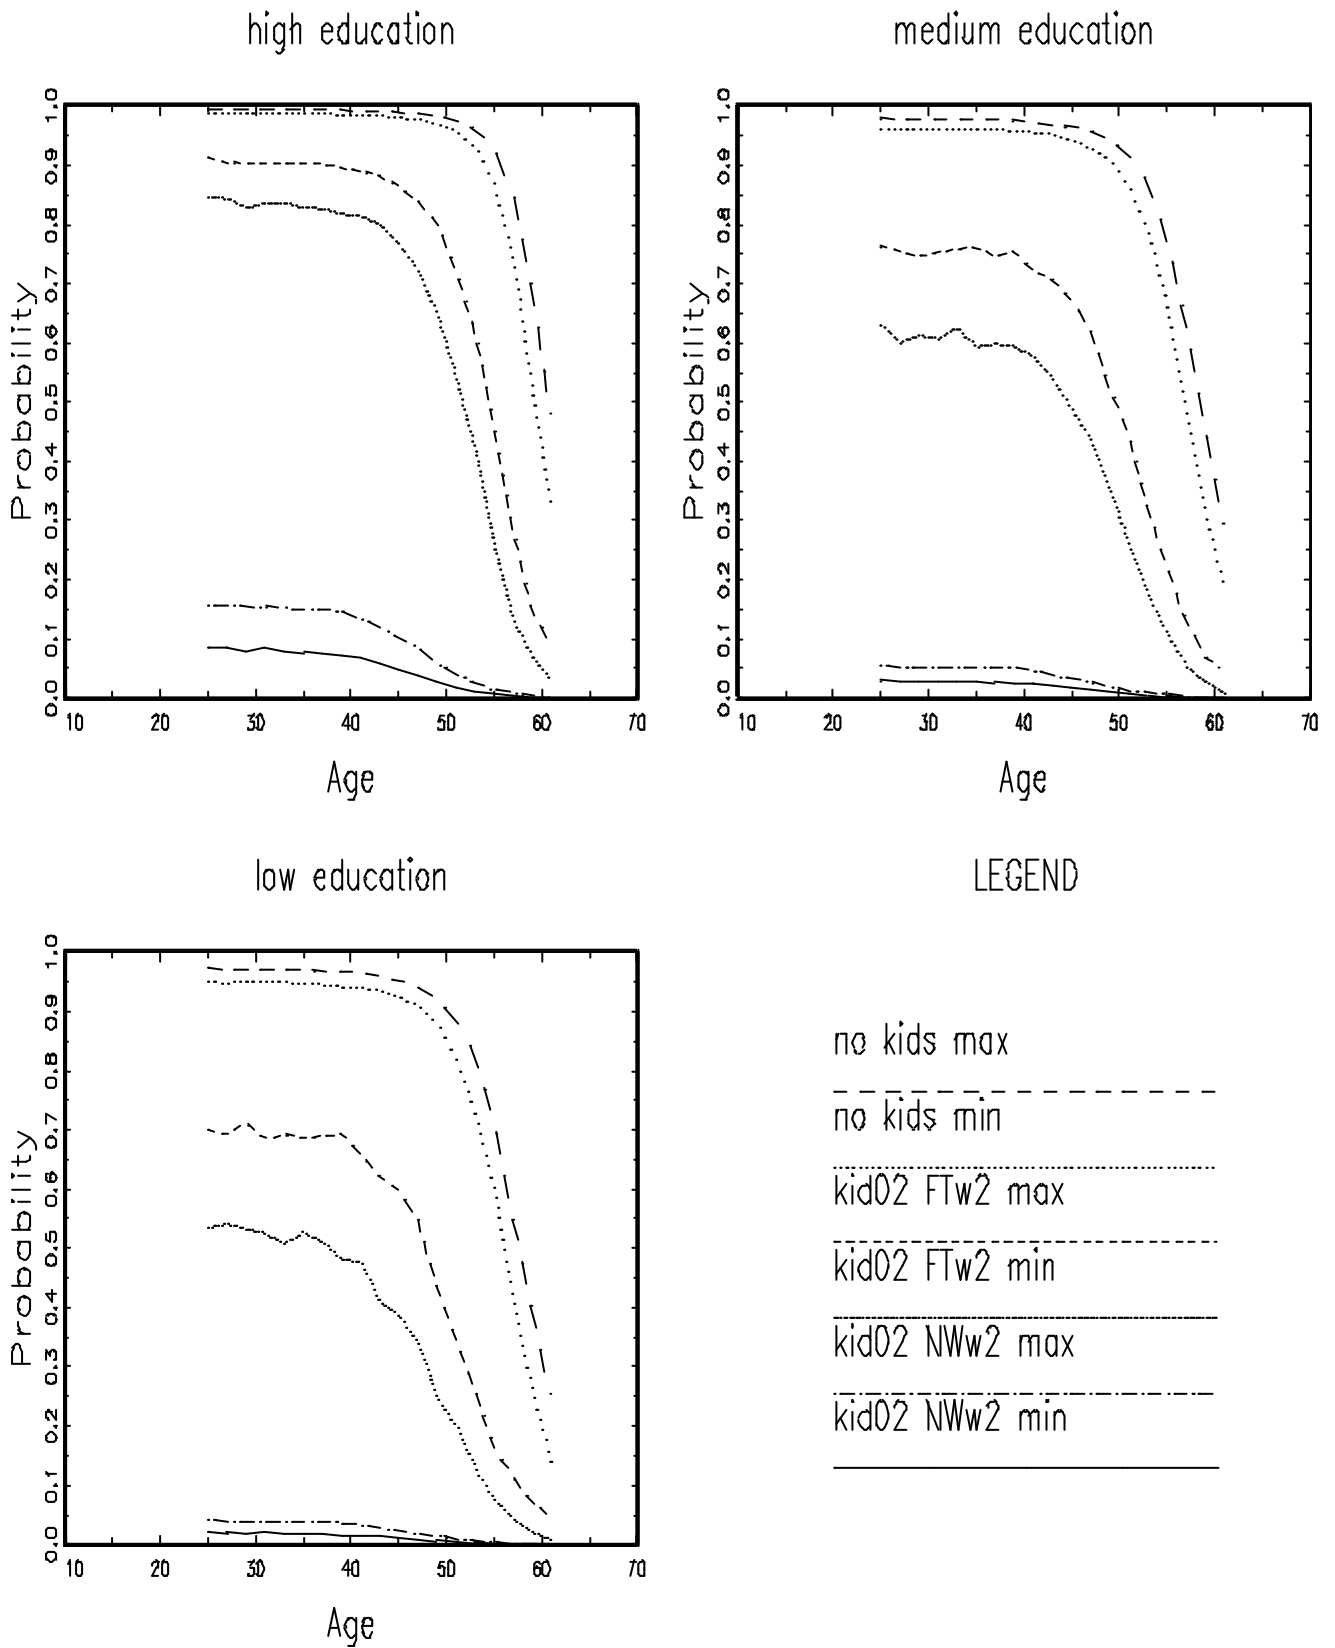 high education
Probability
1.0
0.9
0.8
0.7
0.6
0.5
0.4
0.3
0.2
0.1
0.0
10 20 30 40 50 60 70
Age
medium education
Probability
1.0
0.9
0.8
0.7
0.6
0.5
0.4
0.3
0.2
0.1
0.0
10 20 30 40 50 60 70
Age
low education
Probability
1.0
0.9
0.8
0.7
0.6
0.5
0.4
0.3
0.2
0.1
0.0
10 20 30 40 50 60 70
Age
LEGEND
no kids max
no kids min
kid02 FTw2 max
kid02 FTw2 min
kid02 NWw2 max
kid02 NWw2 min